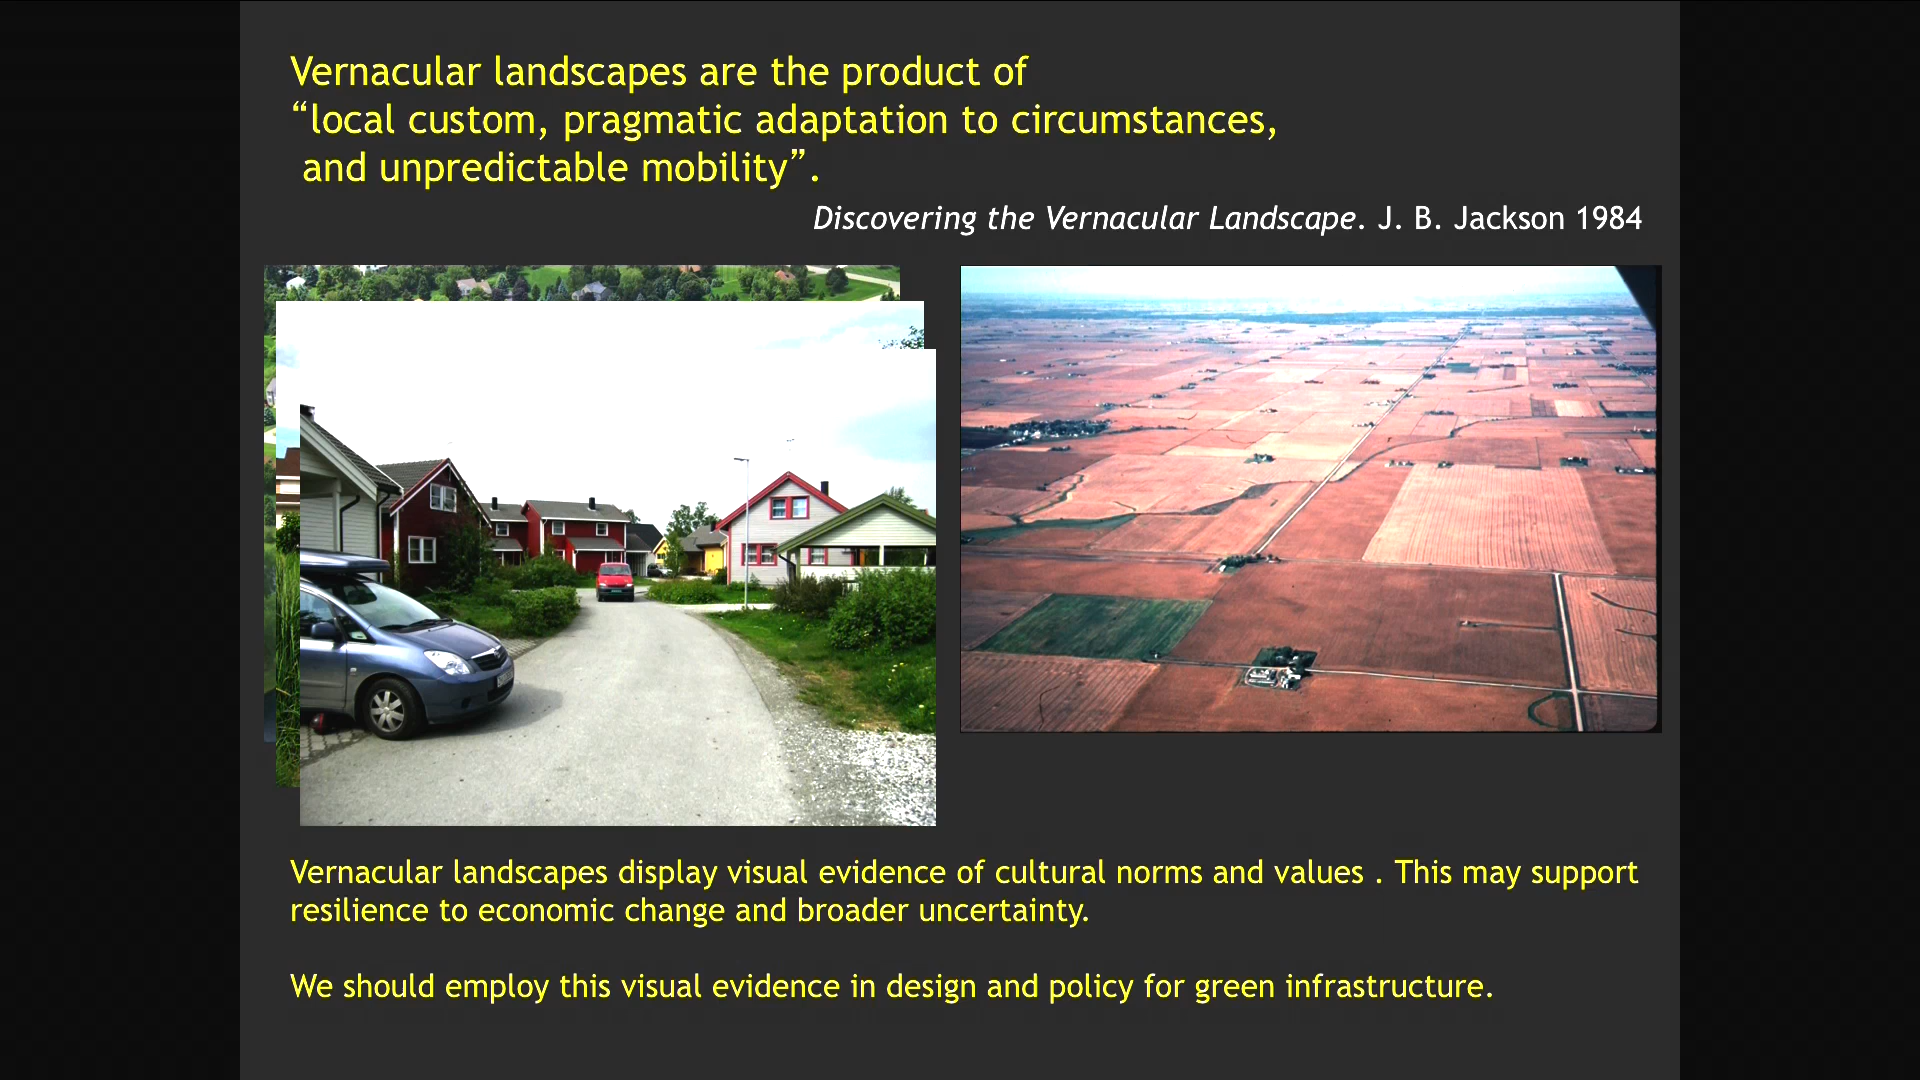 Vernacular landscapes are the product of
“local custom, pragmatic adaptation to circumstances,
and unpredictable mobility”.
Discovering the Vernacular Landscape. J. B. Jackson 1984
Vernacular landscapes display visual evidence of cultural norms and values . This may support
resilience to economic change and broader uncertainty.
We should employ this visual evidence in design and policy for green infrastructure.